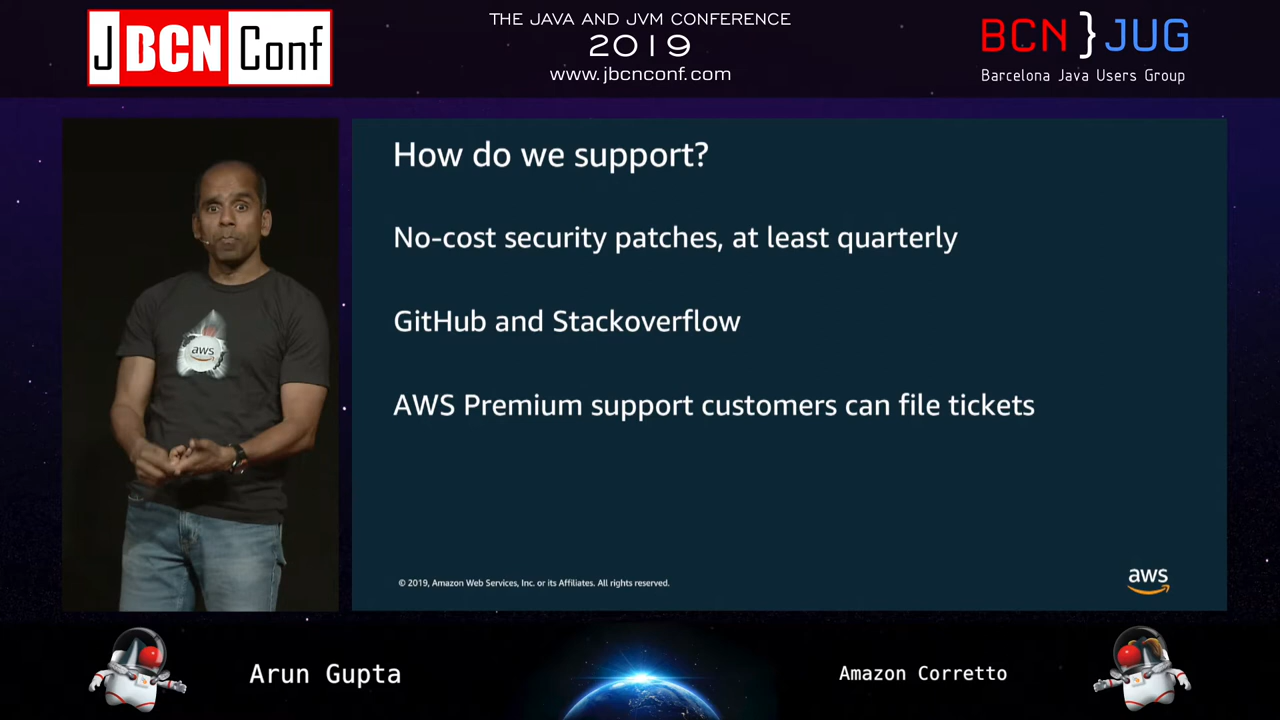 J BCN Conf
THE JAVA AND JVM CONFERENCE
2019
www.jbcnconf.com
BCN}JUG
Barcelona Java Users Group
How do we support?
No-cost security patches, at least quarterly
GitHub and Stackoverflow
AWS Premium support customers can file tickets
aws
© 2019, Amazon Web Services, Inc. or its Affiliates. All rights reserved.
aws
Arun Gupta
Amazon Corretto